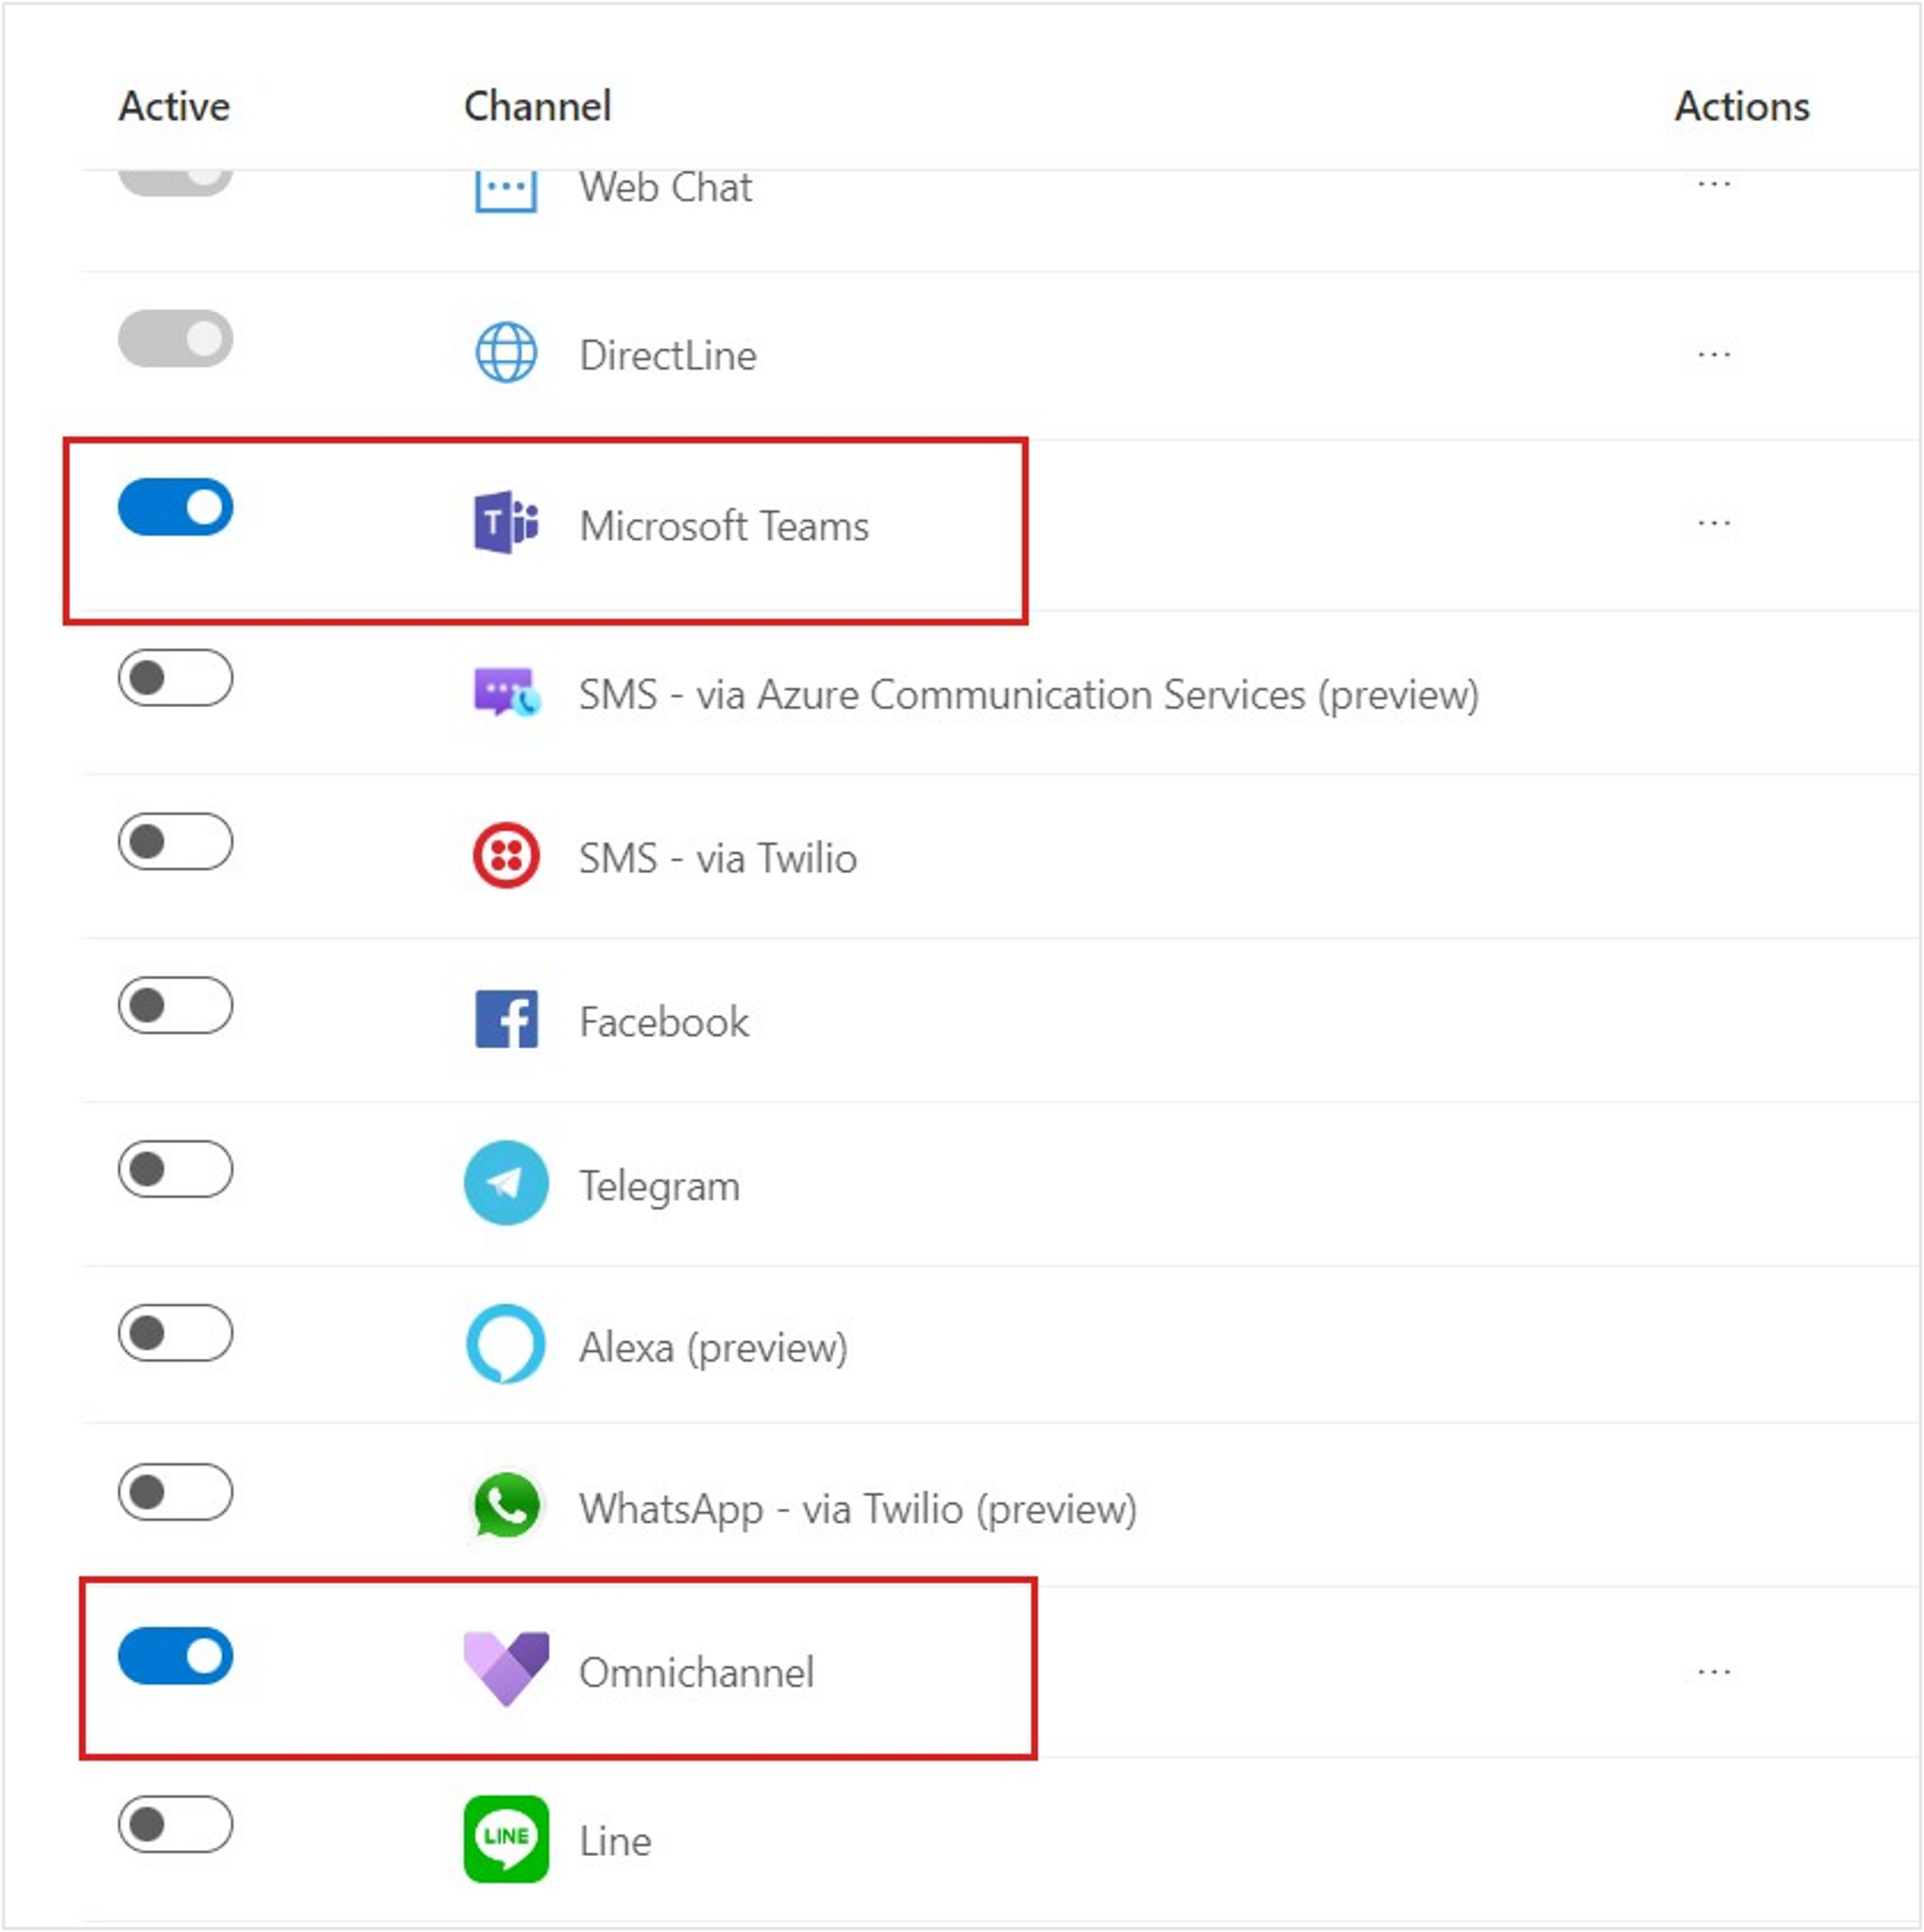 Active Channel Actions
Web Chat ...
DirectLine ...
T Microsoft Teams ...
SMS - via Azure Communication Services (preview)
SMS - via Twilio
f Facebook
Telegram
Alexa (preview)
WhatsApp - via Twilio (preview)
Omnichannel ...
LINE Line